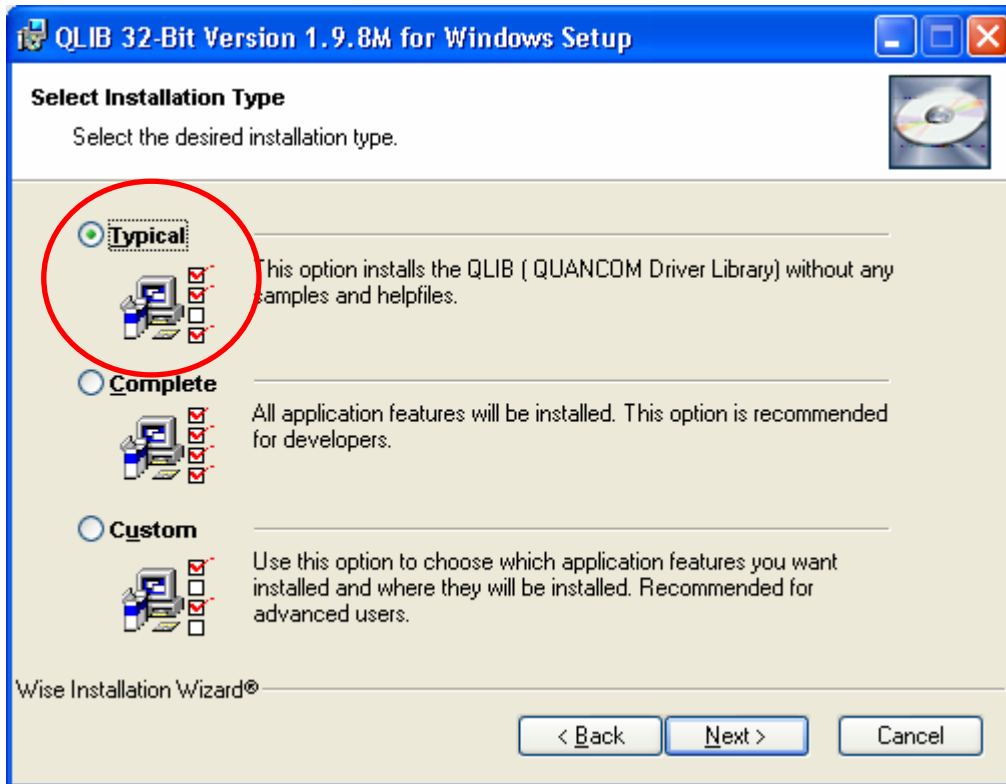 QLIB 32-Bit Version 1.9.8M for Windows Setup
Select Installation Type
Select the desired installation type.
Typical
This option installs the QLIB ( QUANCOM Driver Library) without any
samples and helpfiles.
Complete
All application features will be installed. This option is recommended
for developers.
Custom
Use this option to choose which application features you want
installed and where they will be installed. Recommended for
advanced users.
Wise Installation Wizard®
< Back
Next >
Cancel